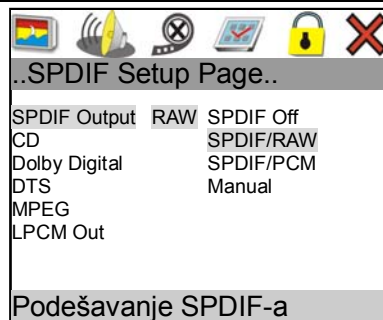 ..SPDIF Setup Page..
SPDIF Output RAW SPDIF Off
CD SPDIF/RAW
Dolby Digital SPDIF/PCM
DTS Manual
MPEG
LPCM Out
Podešavanje SPDIF-a